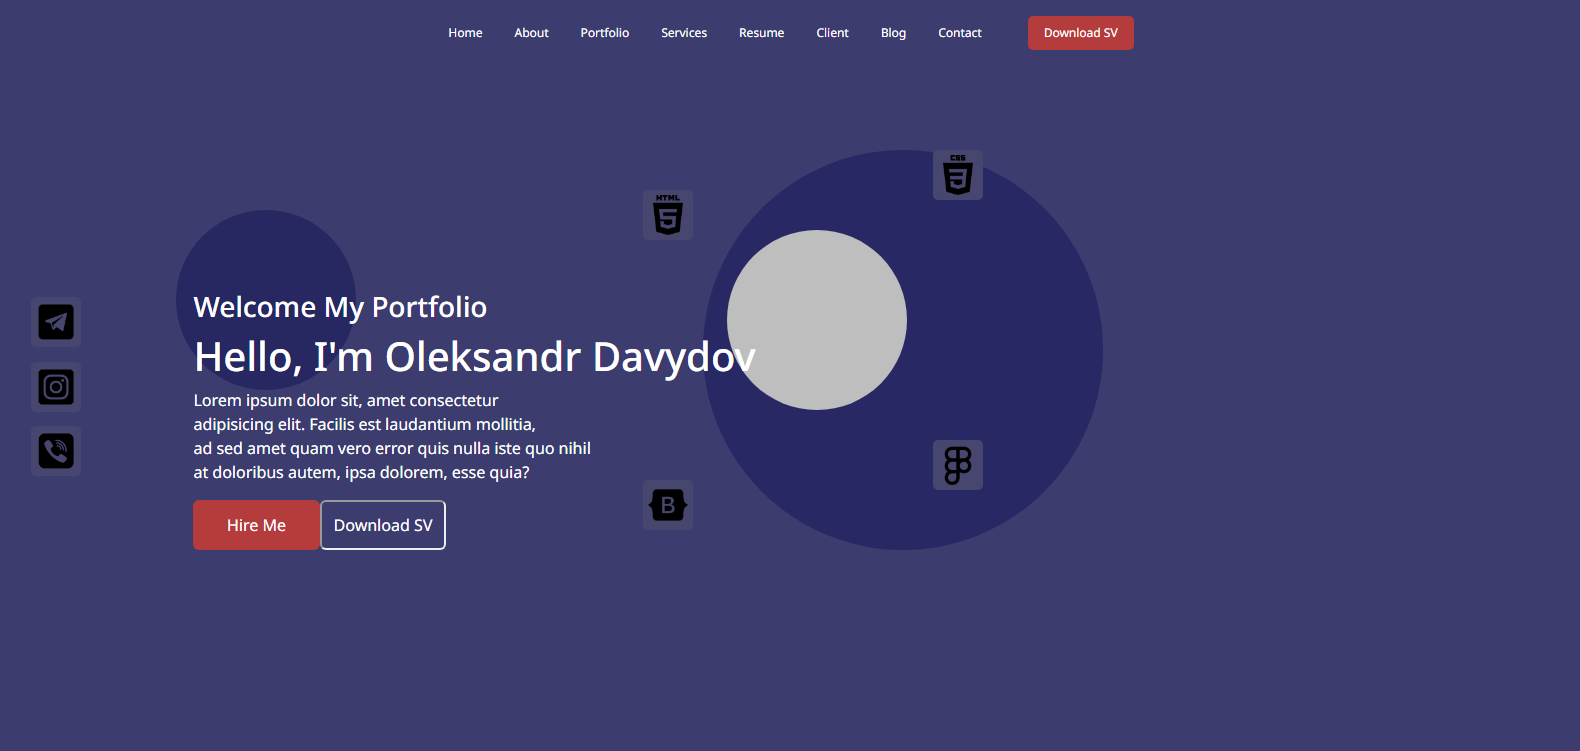 Home About Portfolio Services Resume Client Blog Contact Download SV
CSS
HTML
Welcome My Portfolio
Hello, I'm Oleksandr Davydov
Lorem ipsum dolor sit, amet consectetur
adipisicing elit. Facilis est laudantium mollitia,
ad sed amet quam vero error quis nulla iste quo nihil
at doloribus autem, ipsa dolorem, esse quia?
B
Hire Me Download SV